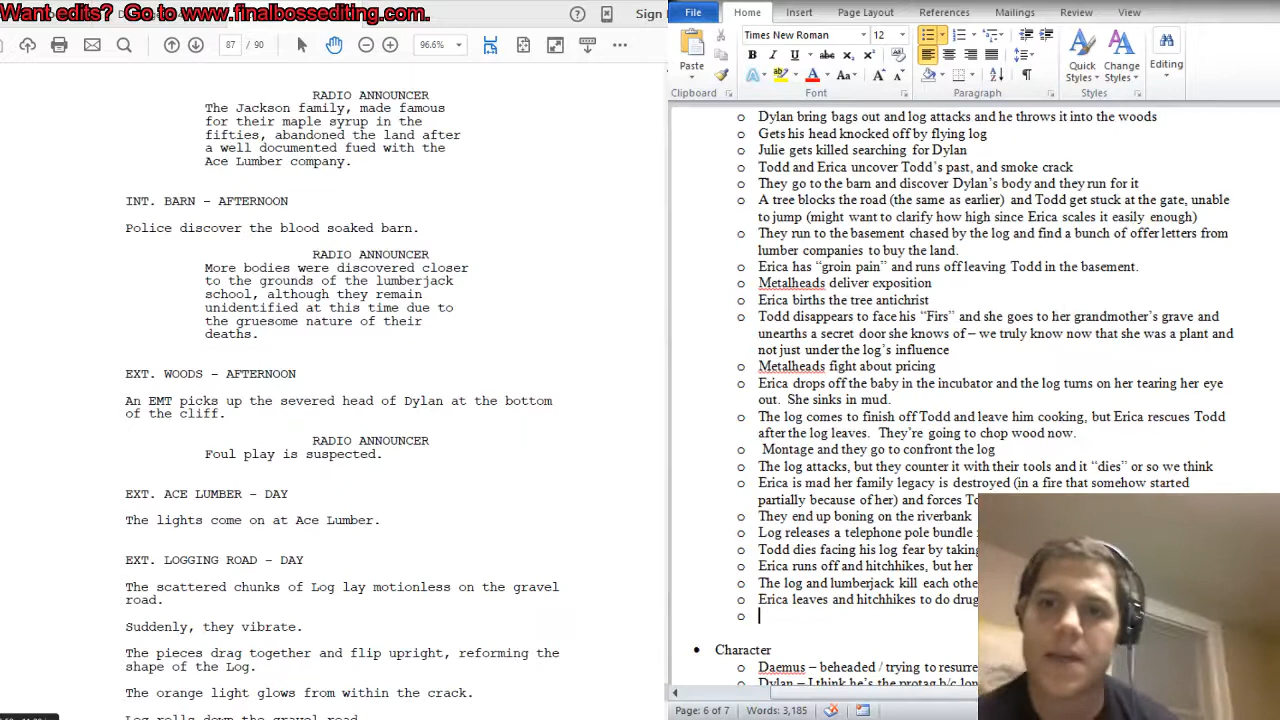 Want edits? Go to www.finalbossediting.com.
Sign
87 / 90
96.6%
RADIO ANNOUNCER
The Jackson family, made famous
for their maple syrup in the
fifties, abandoned the land after
a well documented fued with the
Ace Lumber company.
INT. BARN - AFTERNOON
Police discover the blood soaked barn.
RADIO ANNOUNCER
More bodies were discovered closer
to the grounds of the lumberjack
school, although they remain
unidentified at this time due to
the gruesome nature of their
deaths.
EXT. WOODS - AFTERNOON
An EMT picks up the severed head of Dylan at the bottom
of the cliff.
RADIO ANNOUNCER
Foul play is suspected.
EXT. ACE LUMBER - DAY
The lights come on at Ace Lumber.
EXT. LOGGING ROAD - DAY
The scattered chunks of Log lay motionless on the gravel
road.
Suddenly, they vibrate.
The pieces drag together and flip upright, reforming the
shape of the Log.
The orange light glows from within the crack.
Log rolls down the gravel road
File Home Insert Page Layout References Mailings Review View
Times New Roman 12
Paste
Quick Styles
Change Styles
Editing
Clipboard Font Paragraph Styles
Dylan bring bags out and log attacks and he throws it into the woods
Gets his head knocked off by flying log
Julie gets killed searching for Dylan
Todd and Erica uncover Todd's past, and smoke crack
They go to the barn and discover Dylan's body and they run for it
A tree blocks the road (the same as earlier) and Todd get stuck at the gate, unable
to jump (might want to clarify how high since Erica scales it easily enough)
They run to the basement chased by the log and find a bunch of offer letters from
lumber companies to buy the land.
Erica has "groin pain" and runs off leaving Todd in the basement.
Metalheads deliver exposition
Erica births the tree antichrist
Todd disappears to face his "Firs" and she goes to her grandmother's grave and
unearths a secret door she knows of – we truly know now that she was a plant and
not just under the log's influence
Metalheads fight about pricing
Erica drops off the baby in the incubator and the log turns on her tearing her eye
out. She sinks in mud.
The log comes to finish off Todd and leave him cooking, but Erica rescues Todd
after the log leaves. They're going to chop wood now.
Montage and they go to confront the log
The log attacks, but they counter it with their tools and it "dies" or so we think
Erica is mad her family legacy is destroyed (in a fire that somehow started
partially because of her) and forces
They end up boning on the riverbank
Log releases a telephone pole bundle
Todd dies facing his log fear by
Erica runs off and hitchhikes, but her
The log and lumberjack kill each
Erica leaves and hitchhikes to do
Character
Daemus – beheaded / trying to
Dylan – I think he's the protag b/c
Page: 6 of 7 Words: 3,185